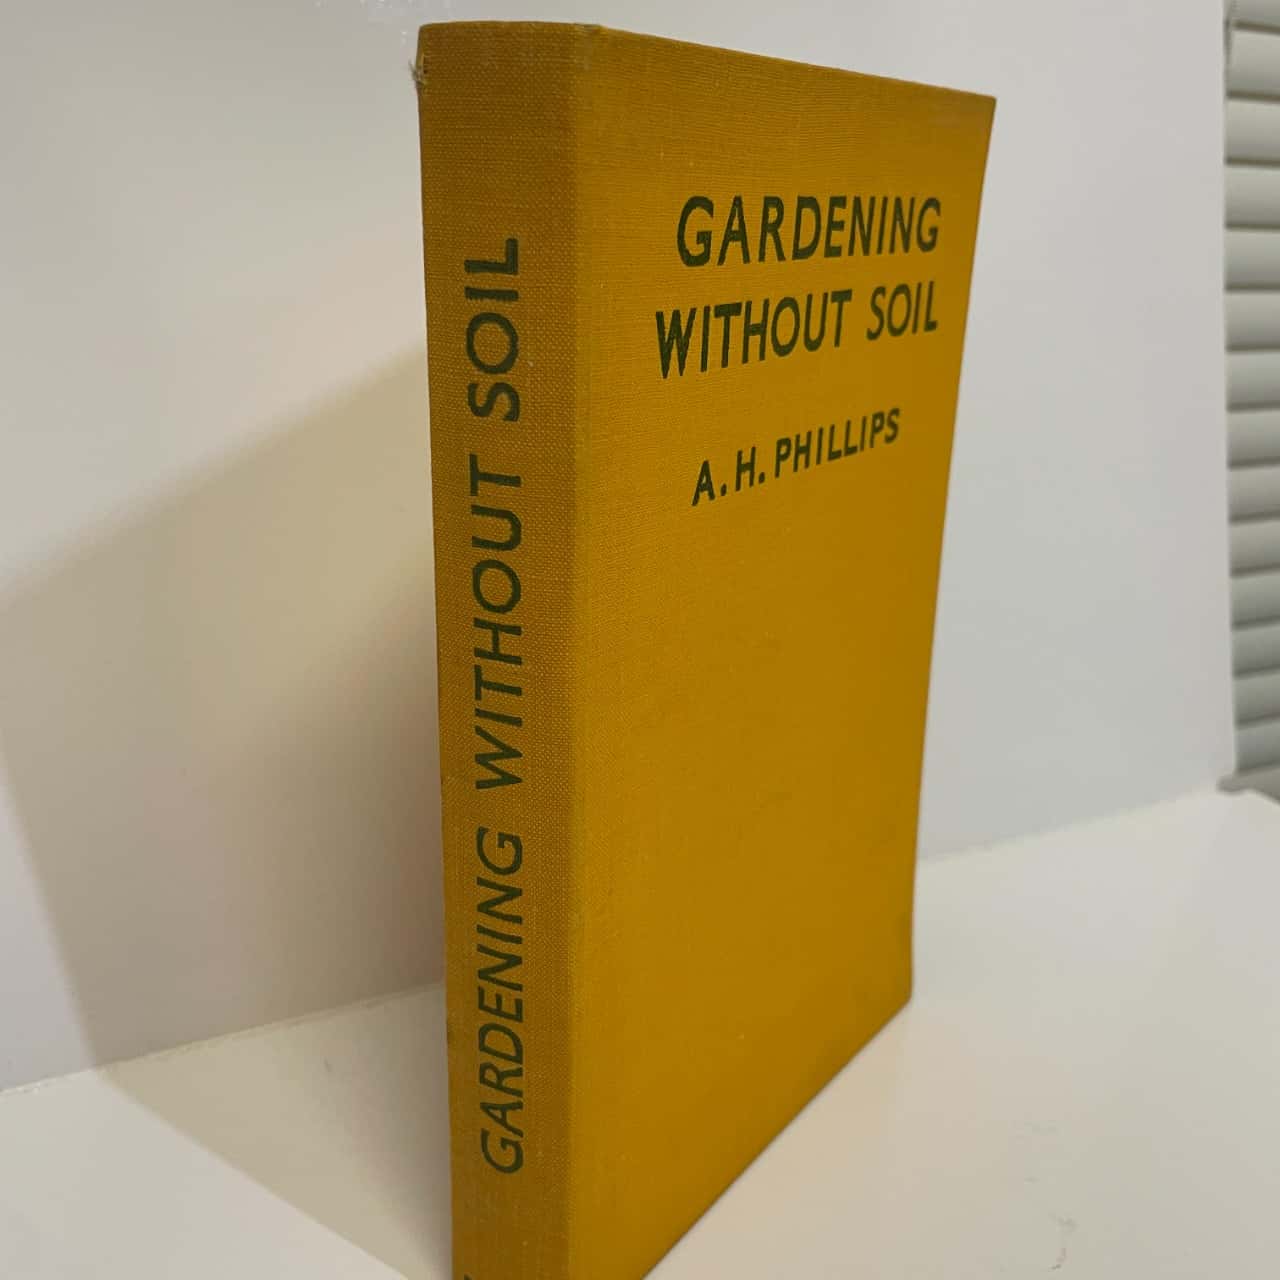 GARDENING WITHOUT SOIL
GARDENING
WITHOUT SOIL
A. H. PHILLIPS